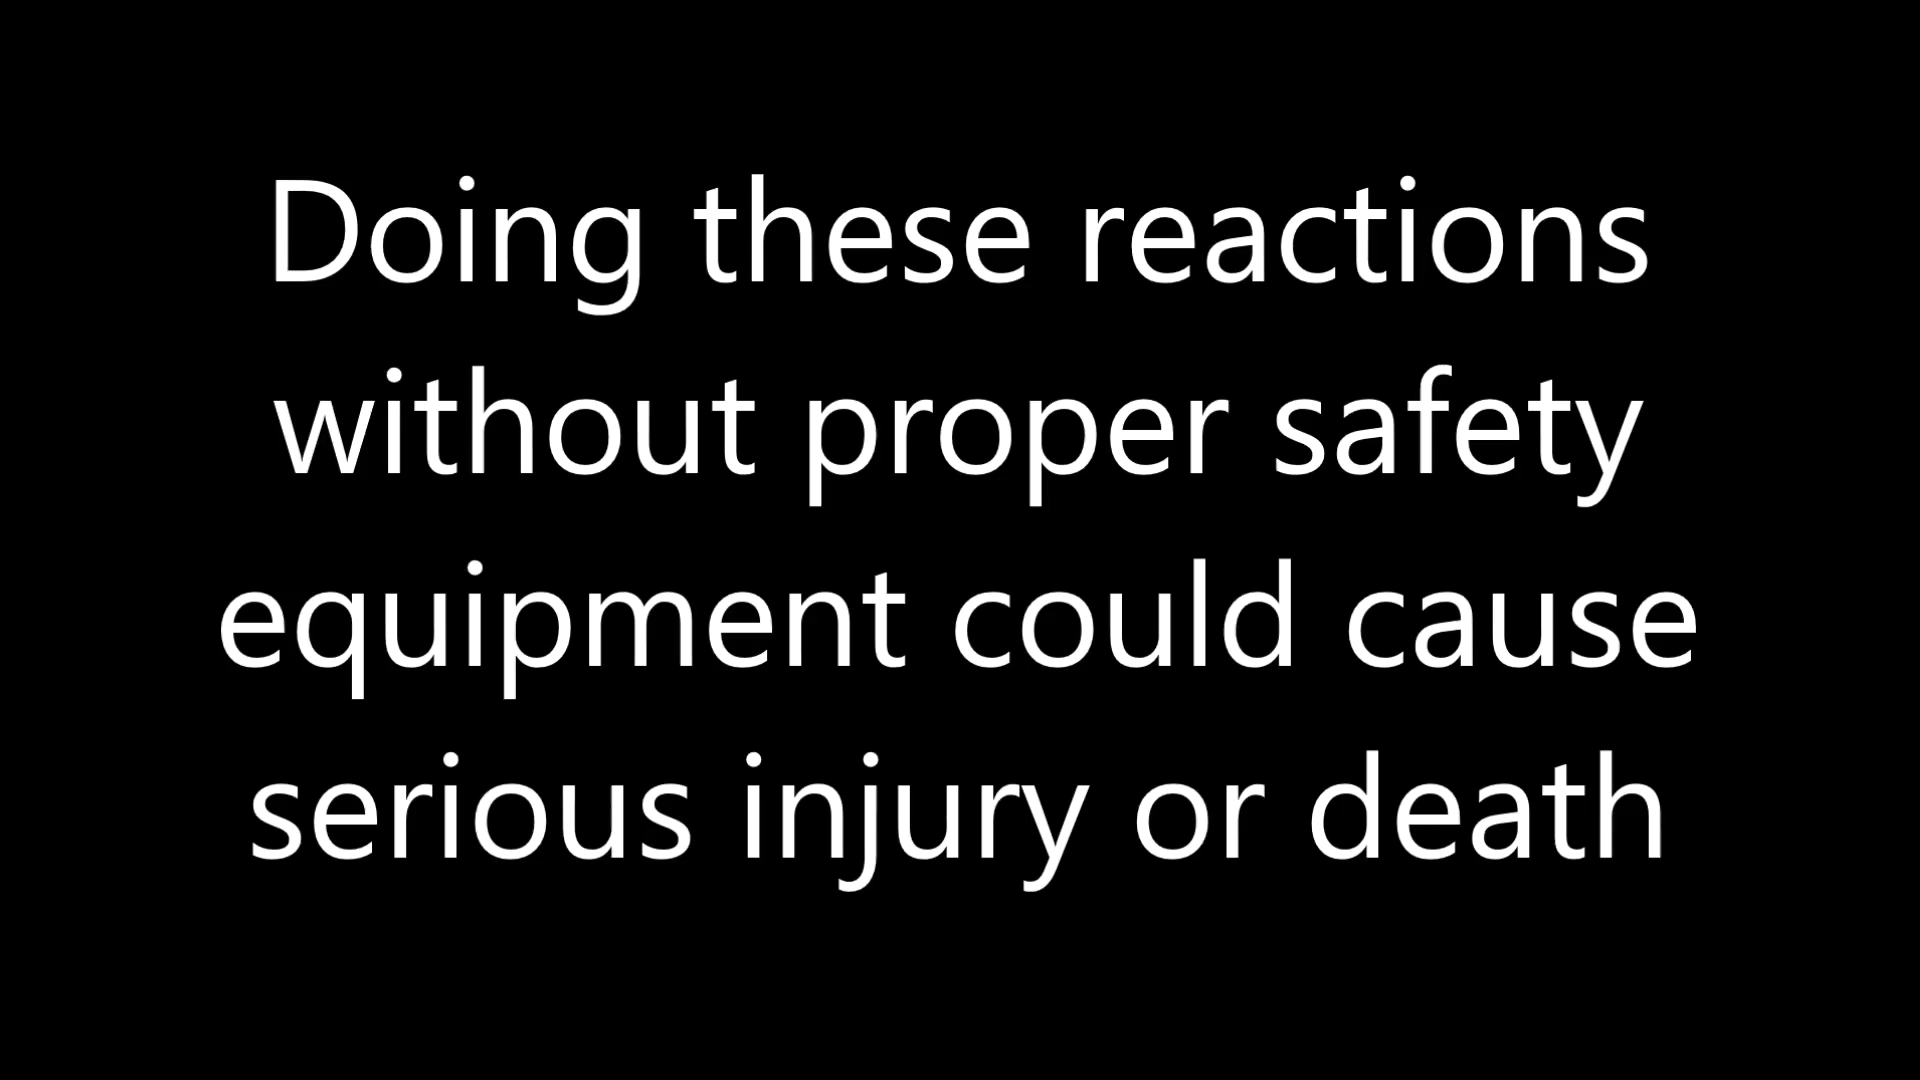 Doing these reactions
without proper safety
equipment could cause
serious injury or death